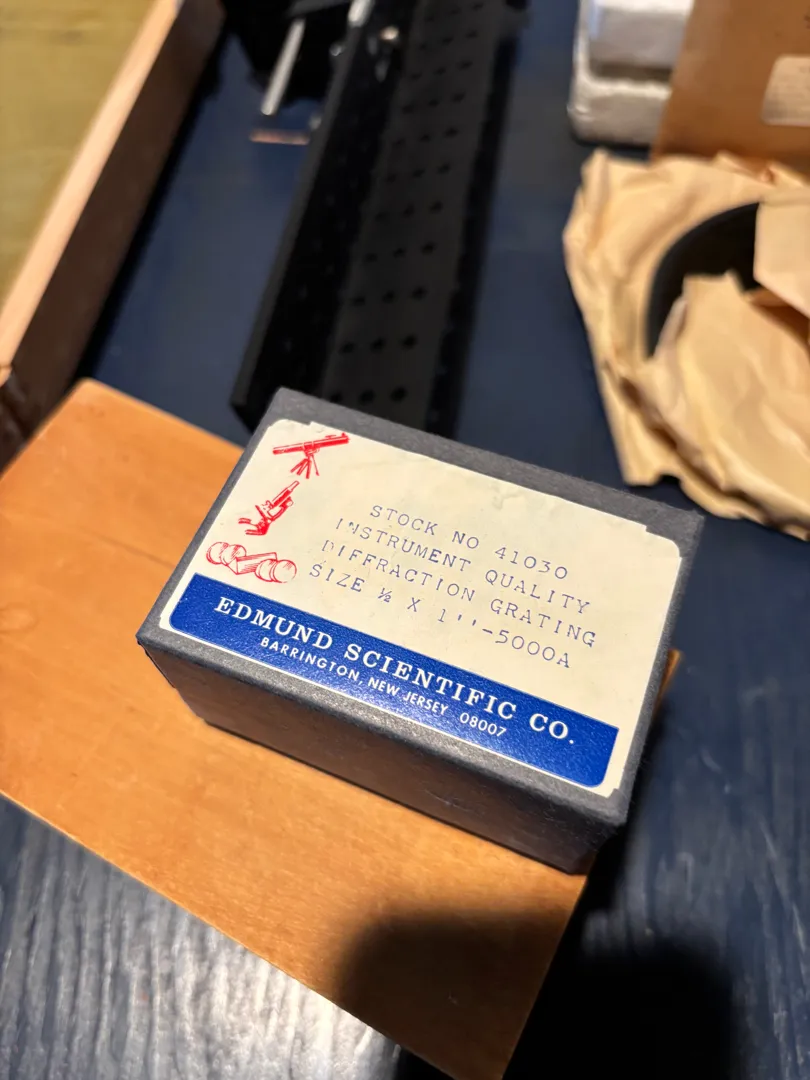 STOCK NO 41030
INSTRUMENT QUALITY
DIFFRACTION GRATING
SIZE ½ X 1''-5000A
EDMUND SCIENTIFIC CO.
BARRINGTON, NEW JERSEY 08007